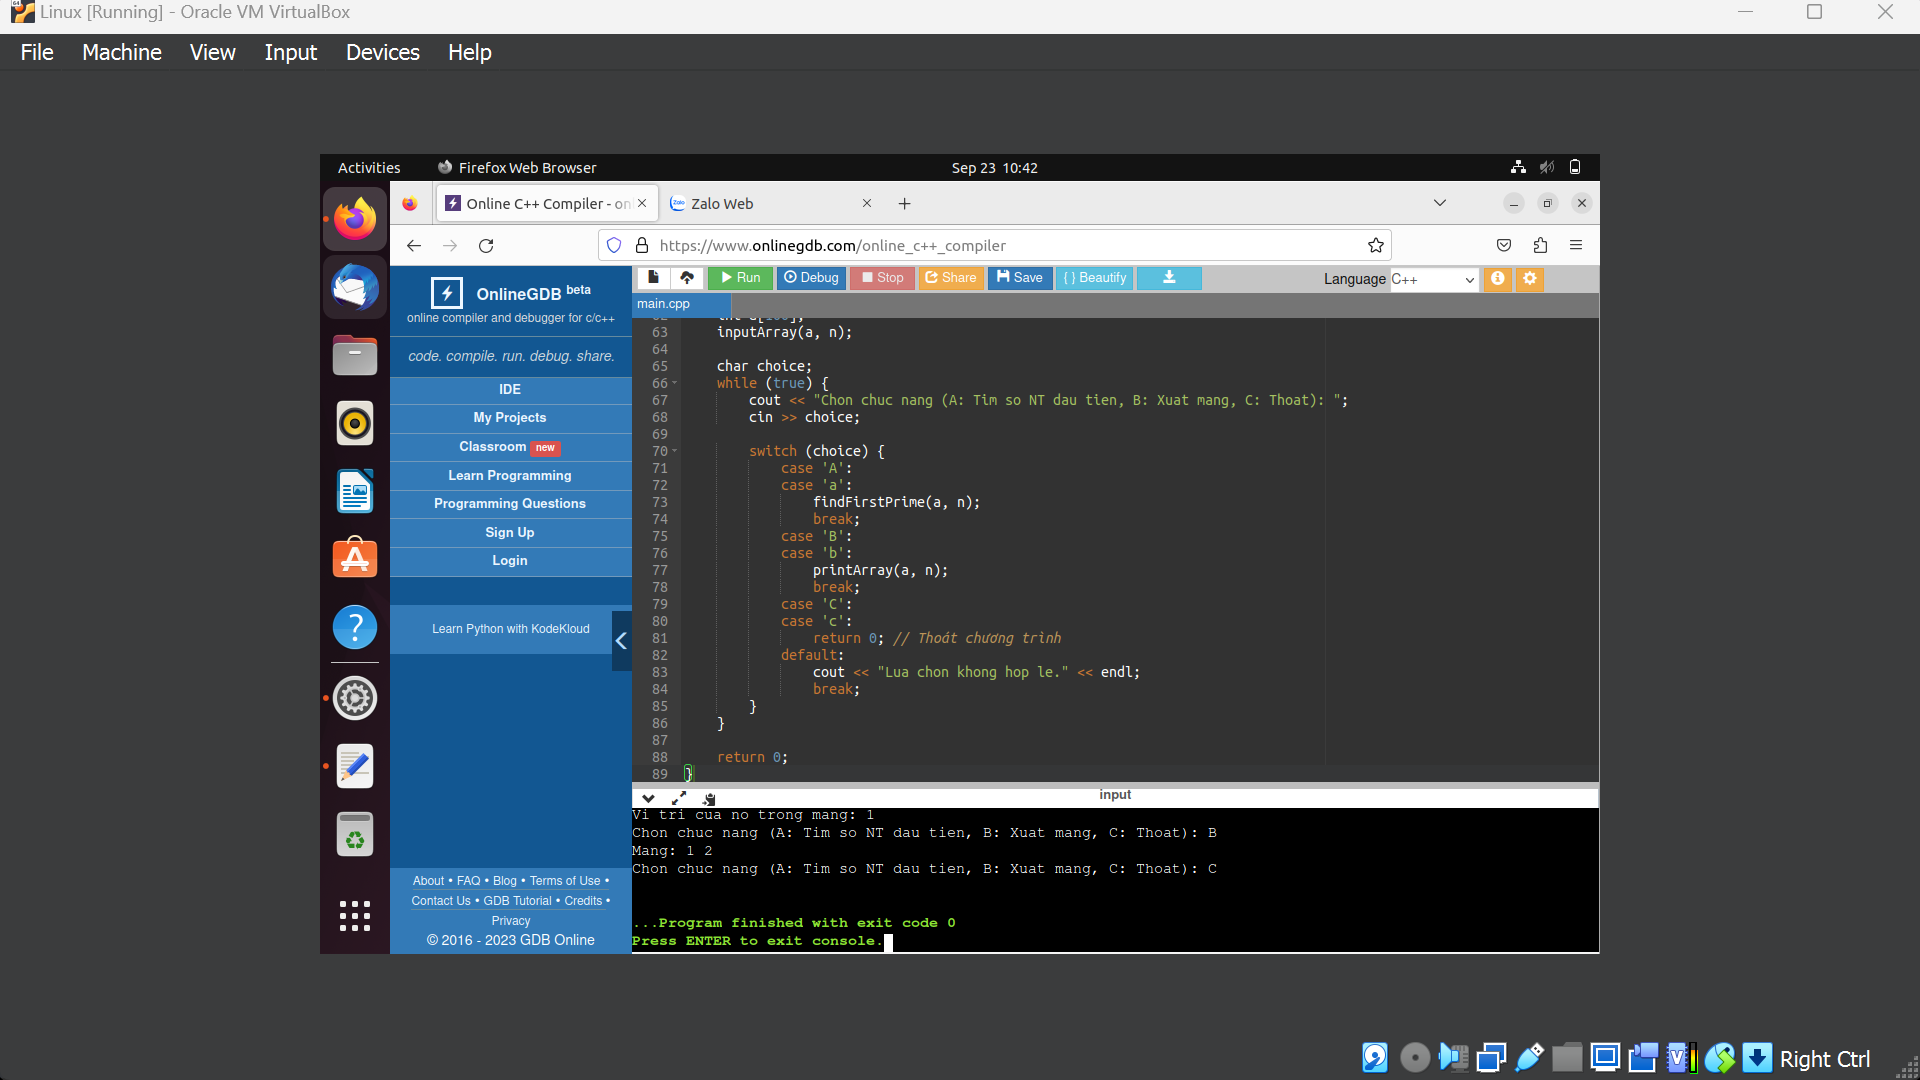 Linux [Running] - Oracle VM VirtualBox
File Machine View Input Devices Help
Activities Firefox Web Browser Sep 23 10:42
Online C++ Compiler - on Zalo Web
https://www.onlinegdb.com/online_c++_compiler
OnlineGDB beta
online compiler and debugger for c/c++
code. compile. run. debug. share.
IDE
My Projects
Classroom new
Learn Programming
Programming Questions
Sign Up
Login
Learn Python with KodeKloud
About • FAQ • Blog • Terms of Use •
Contact Us • GDB Tutorial • Credits •
Privacy
© 2016 - 2023 GDB Online
Run Debug Stop Share Save { } Beautify Language C++
main.cpp
63 inputArray(a, n);
64
65 char choice;
66 while (true) {
67 cout << "Chon chuc nang (A: Tim so NT dau tien, B: Xuat mang, C: Thoat): ";
68 cin >> choice;
69
70 switch (choice) {
71 case 'A':
72 case 'a':
73 findFirstPrime(a, n);
74 break;
75 case 'B':
76 case 'b':
77 printArray(a, n);
78 break;
79 case 'C':
80 case 'c':
81 return 0; // Thoát chương trình
82 default:
83 cout << "Lua chon khong hop le." << endl;
84 break;
85 }
86 }
87
88 return 0;
89 }
input
Vi tri cua no trong mang: 1
Chon chuc nang (A: Tim so NT dau tien, B: Xuat mang, C: Thoat): B
Mang: 1 2
Chon chuc nang (A: Tim so NT dau tien, B: Xuat mang, C: Thoat): C
...Program finished with exit code 0
Press ENTER to exit console.
Right Ctrl